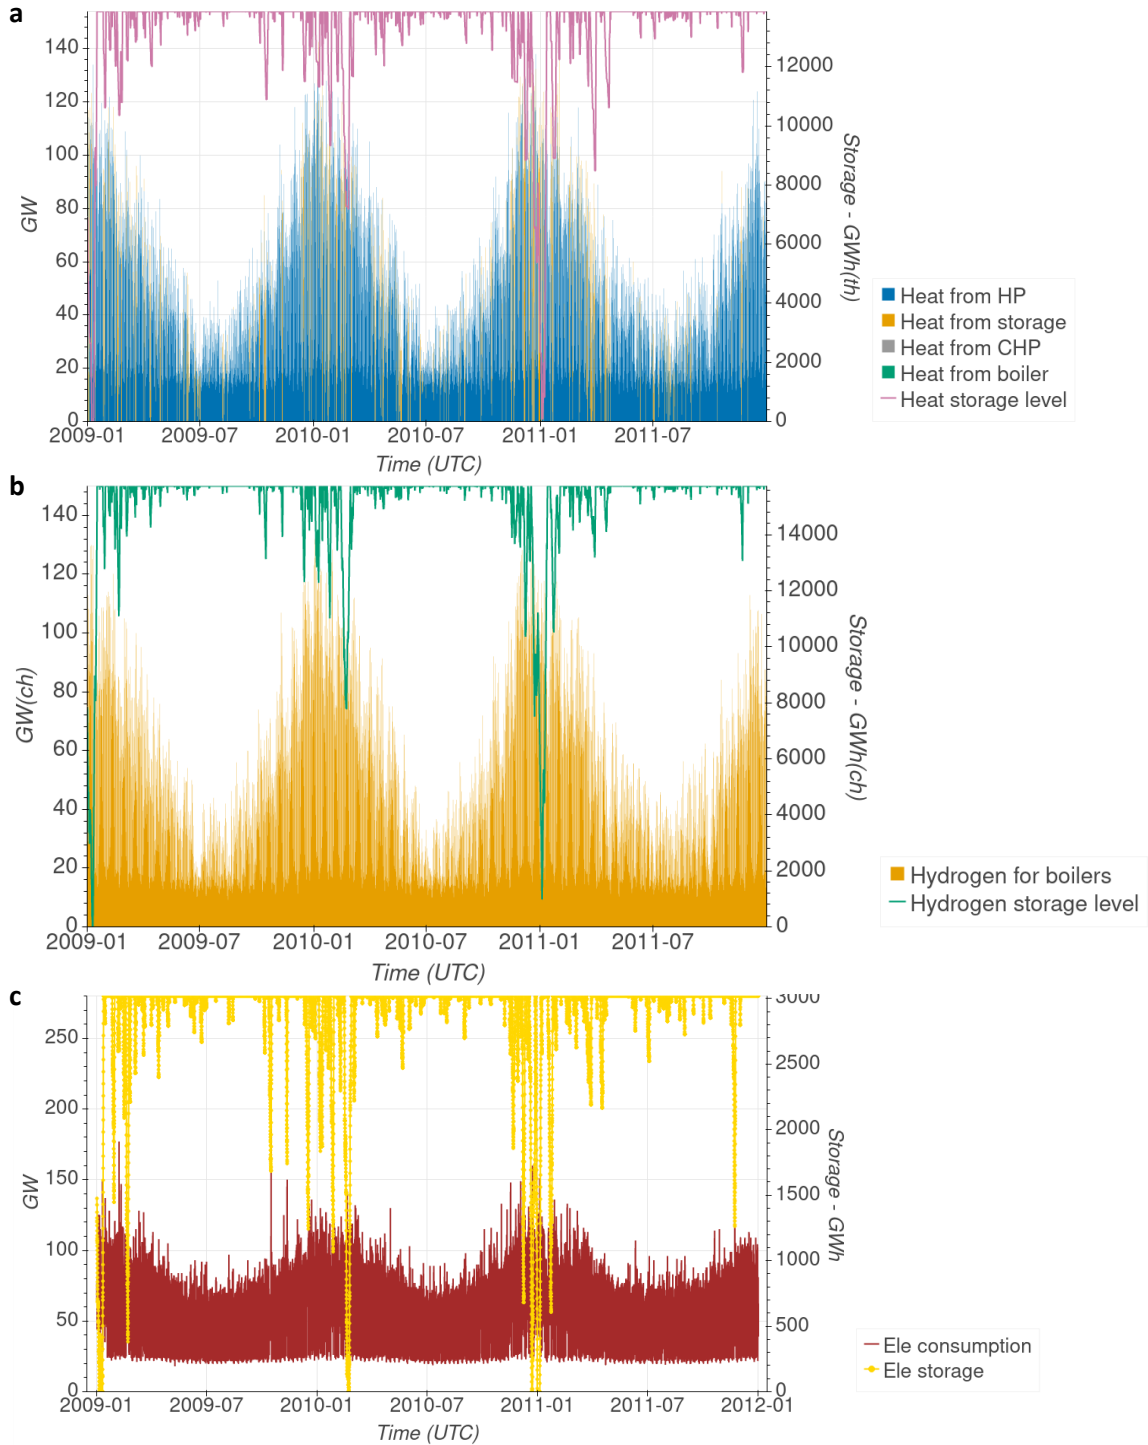 a
140
120
100
80
60
40
20
0
GW
12000
10000
8000
6000
4000
2000
0
Storage - GWh(th)
2009-01 2009-07 2010-01 2010-07 2011-01 2011-07
Time (UTC)
Heat from HP
Heat from storage
Heat from CHP
Heat from boiler
Heat storage level
b
140
120
100
80
60
40
20
0
GW(ch)
14000
12000
10000
8000
6000
4000
2000
0
Storage - GWh(ch)
2009-01 2009-07 2010-01 2010-07 2011-01 2011-07
Time (UTC)
Hydrogen for boilers
Hydrogen storage level
c
250
200
150
100
50
0
GW
3000
2500
2000
1500
1000
500
0
Storage - GWh
2009-01 2009-07 2010-01 2010-07 2011-01 2011-07 2012-01
Time (UTC)
Ele consumption
Ele storage